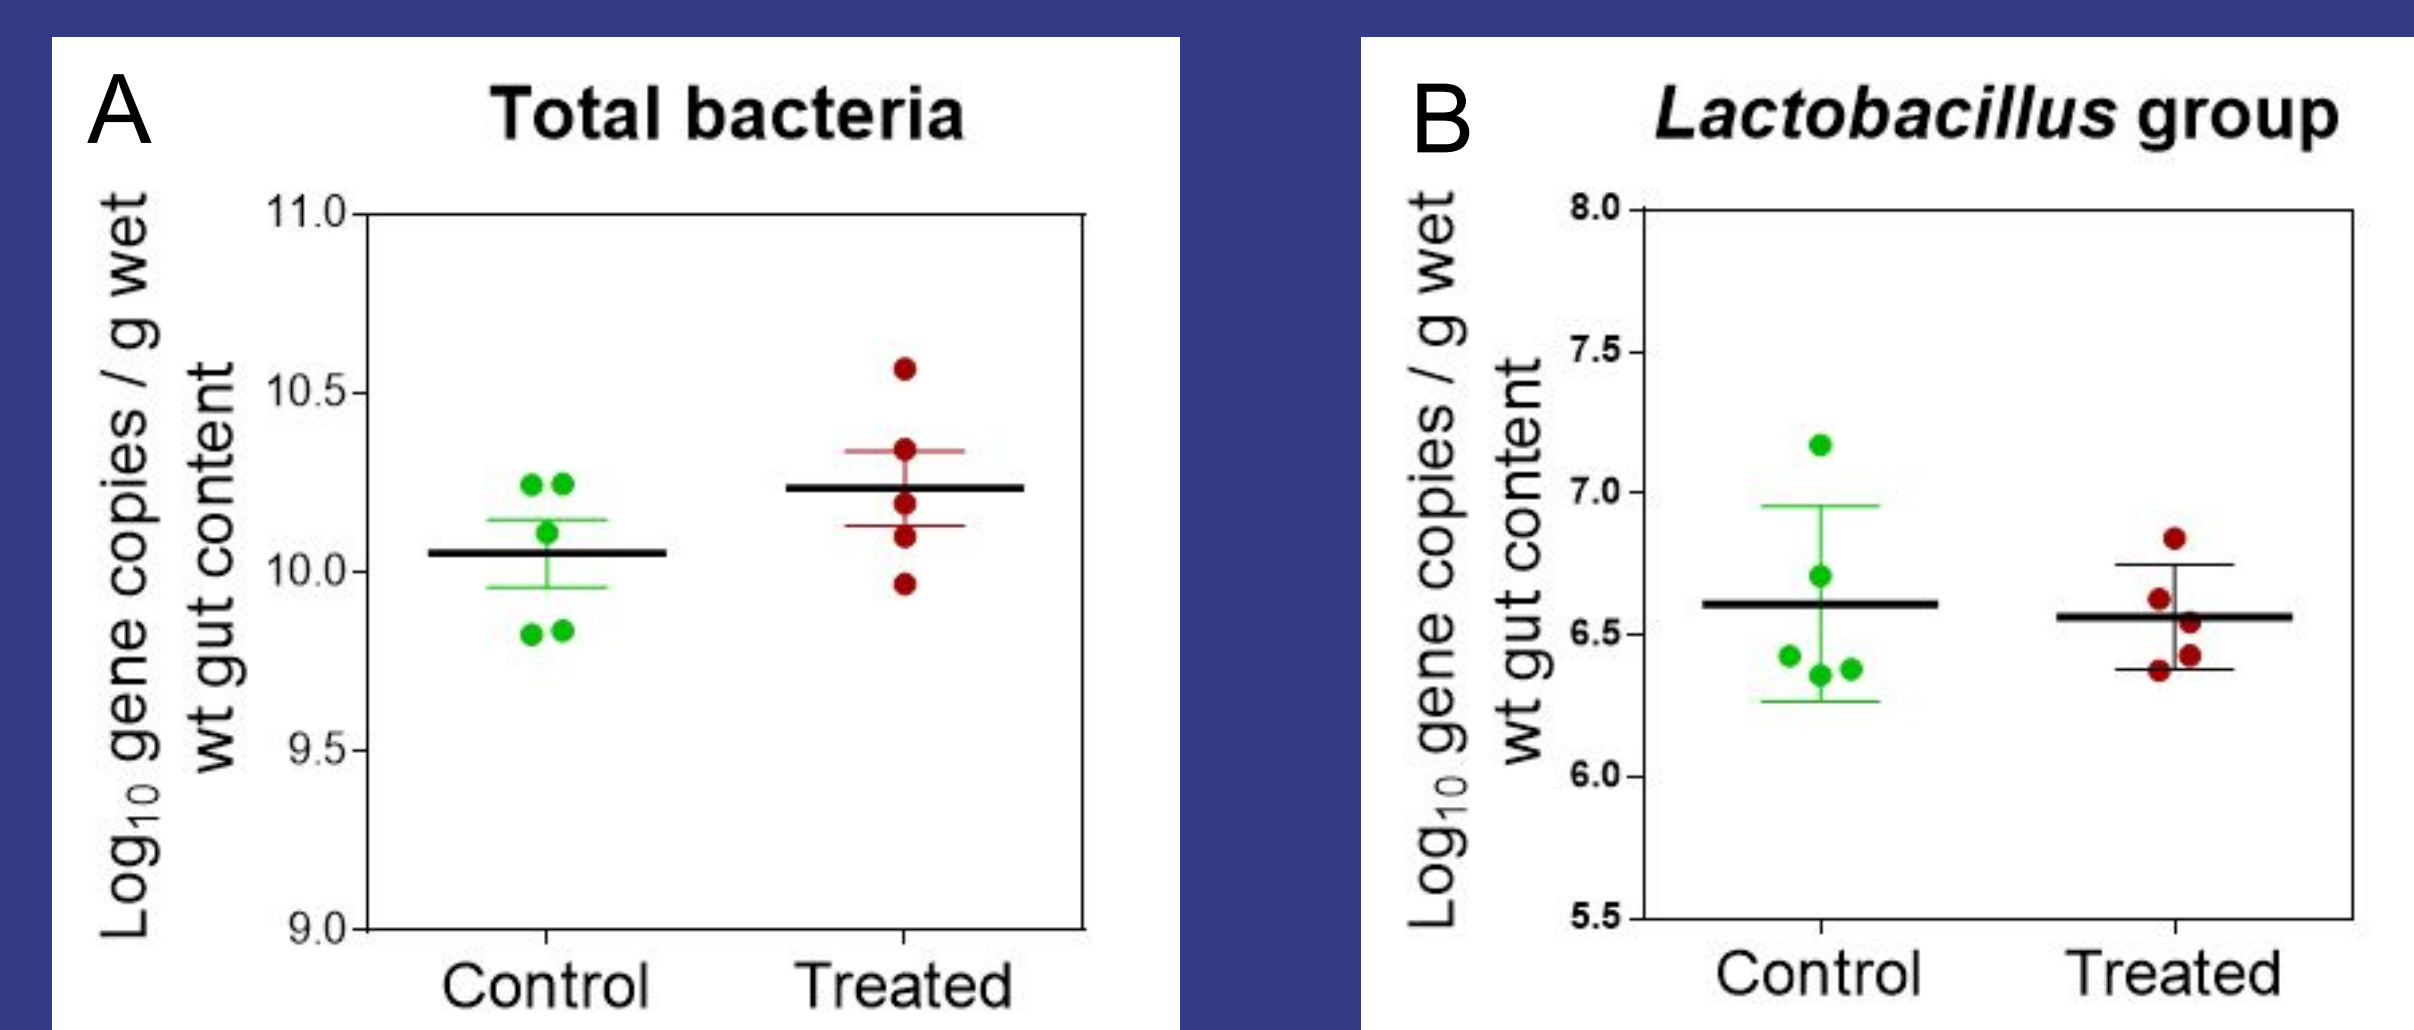 A
Total bacteria
Log10 gene copies / g wet
wt gut content
11.0
10.5
10.0
9.5
9.0
Control
Treated
B
Lactobacillus group
Log10 gene copies / g wet
wt gut content
8.0
7.5
7.0
6.5
6.0
5.5
Control
Treated